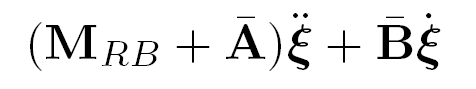 (𝐌_{RB} + 𝐀̄)𝛏̈ + 𝐁̄𝛏̇